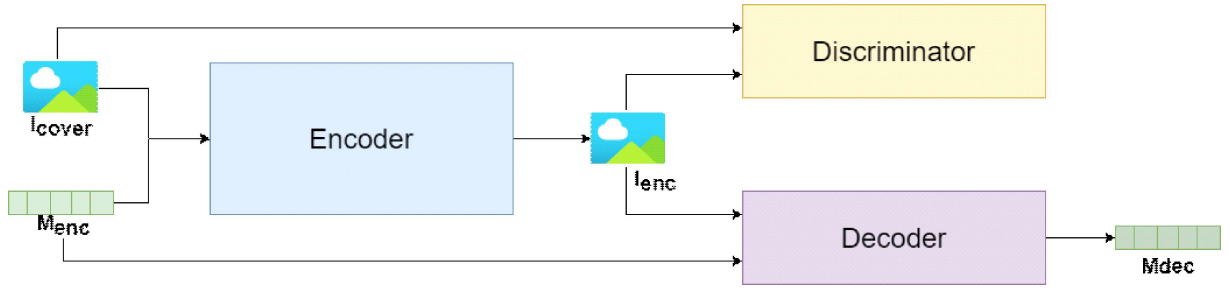 Discriminator
Icover
Encoder
Ienc
Menc
Decoder
Mdec